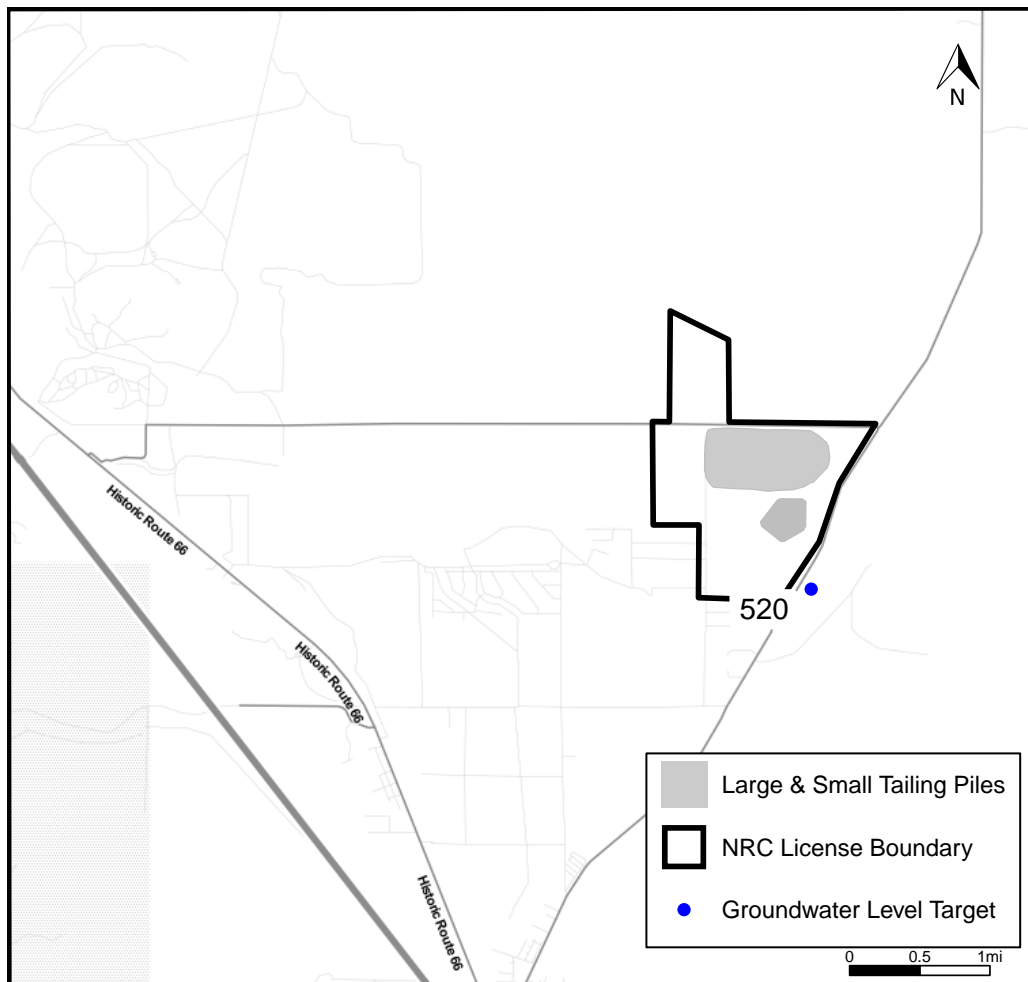 N
Historic Route 66
520
Historic Route 66
Historic Route 66
Large & Small Tailing Piles
NRC License Boundary
Groundwater Level Target
0 0.5 1mi